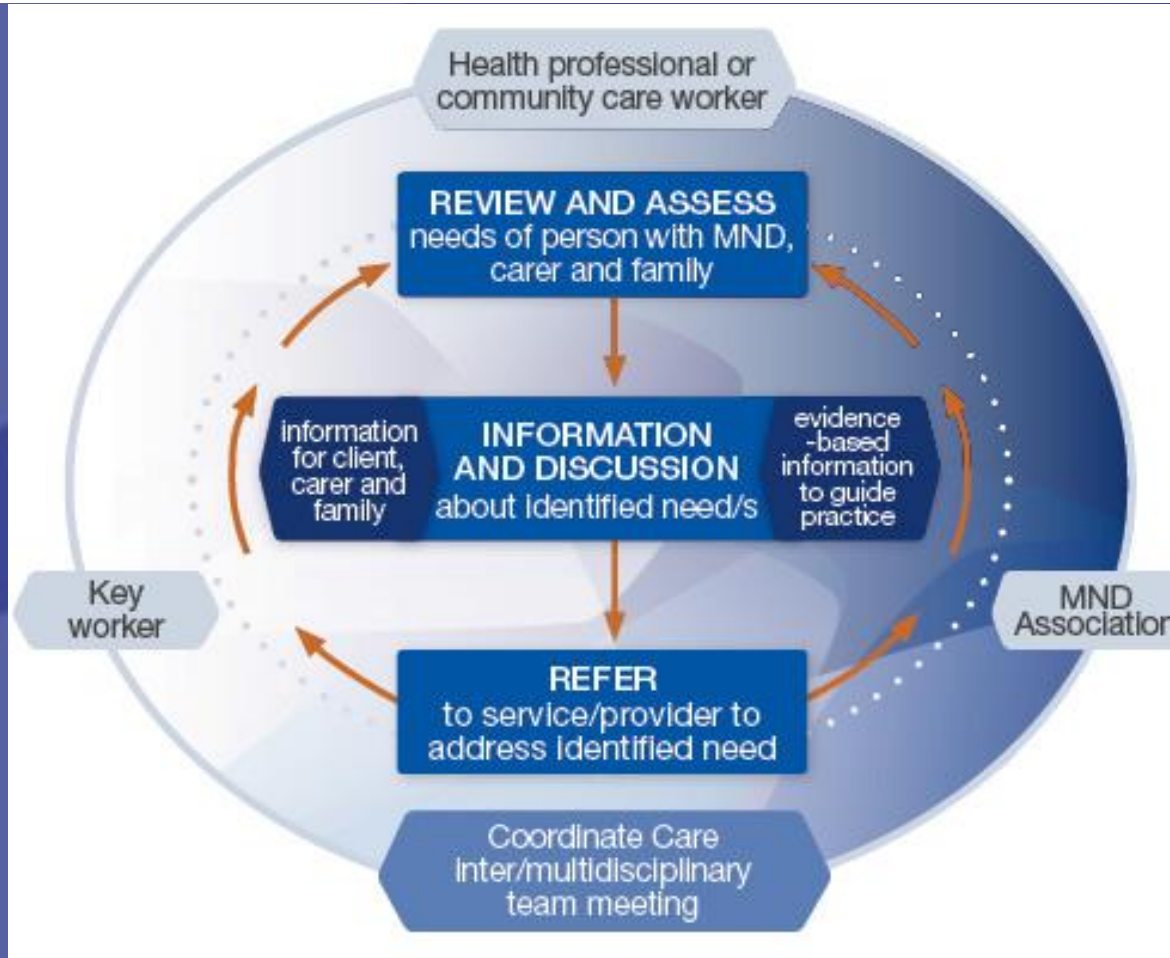 Health professional or
community care worker
REVIEW AND ASSESS
needs of person with MND,
carer and family
information
for client,
carer and
family
INFORMATION
AND DISCUSSION
about identified need/s
evidence
-based
information
to guide
practice
Key
worker
MND
Association
REFER
to service/provider to
address identified need
Coordinate Care
inter/multidisciplinary
team meeting